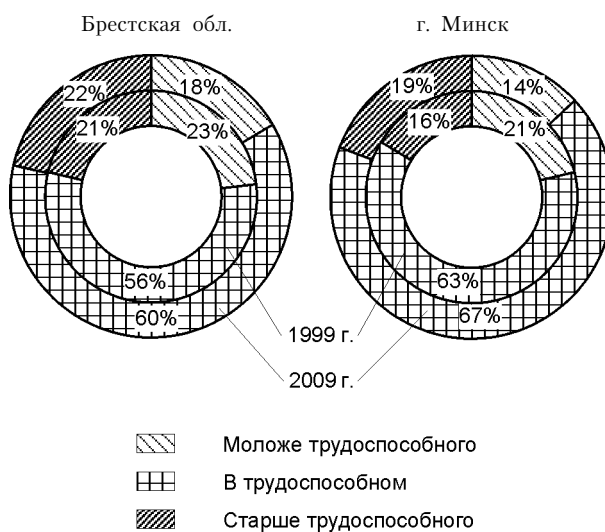 Брестская обл.
г. Минск
22%
18%
21%
23%
56%
60%
19%
14%
16%
21%
63%
67%
1999 г.
2009 г.
Моложе трудоспособного
В трудоспособном
Старше трудоспособного